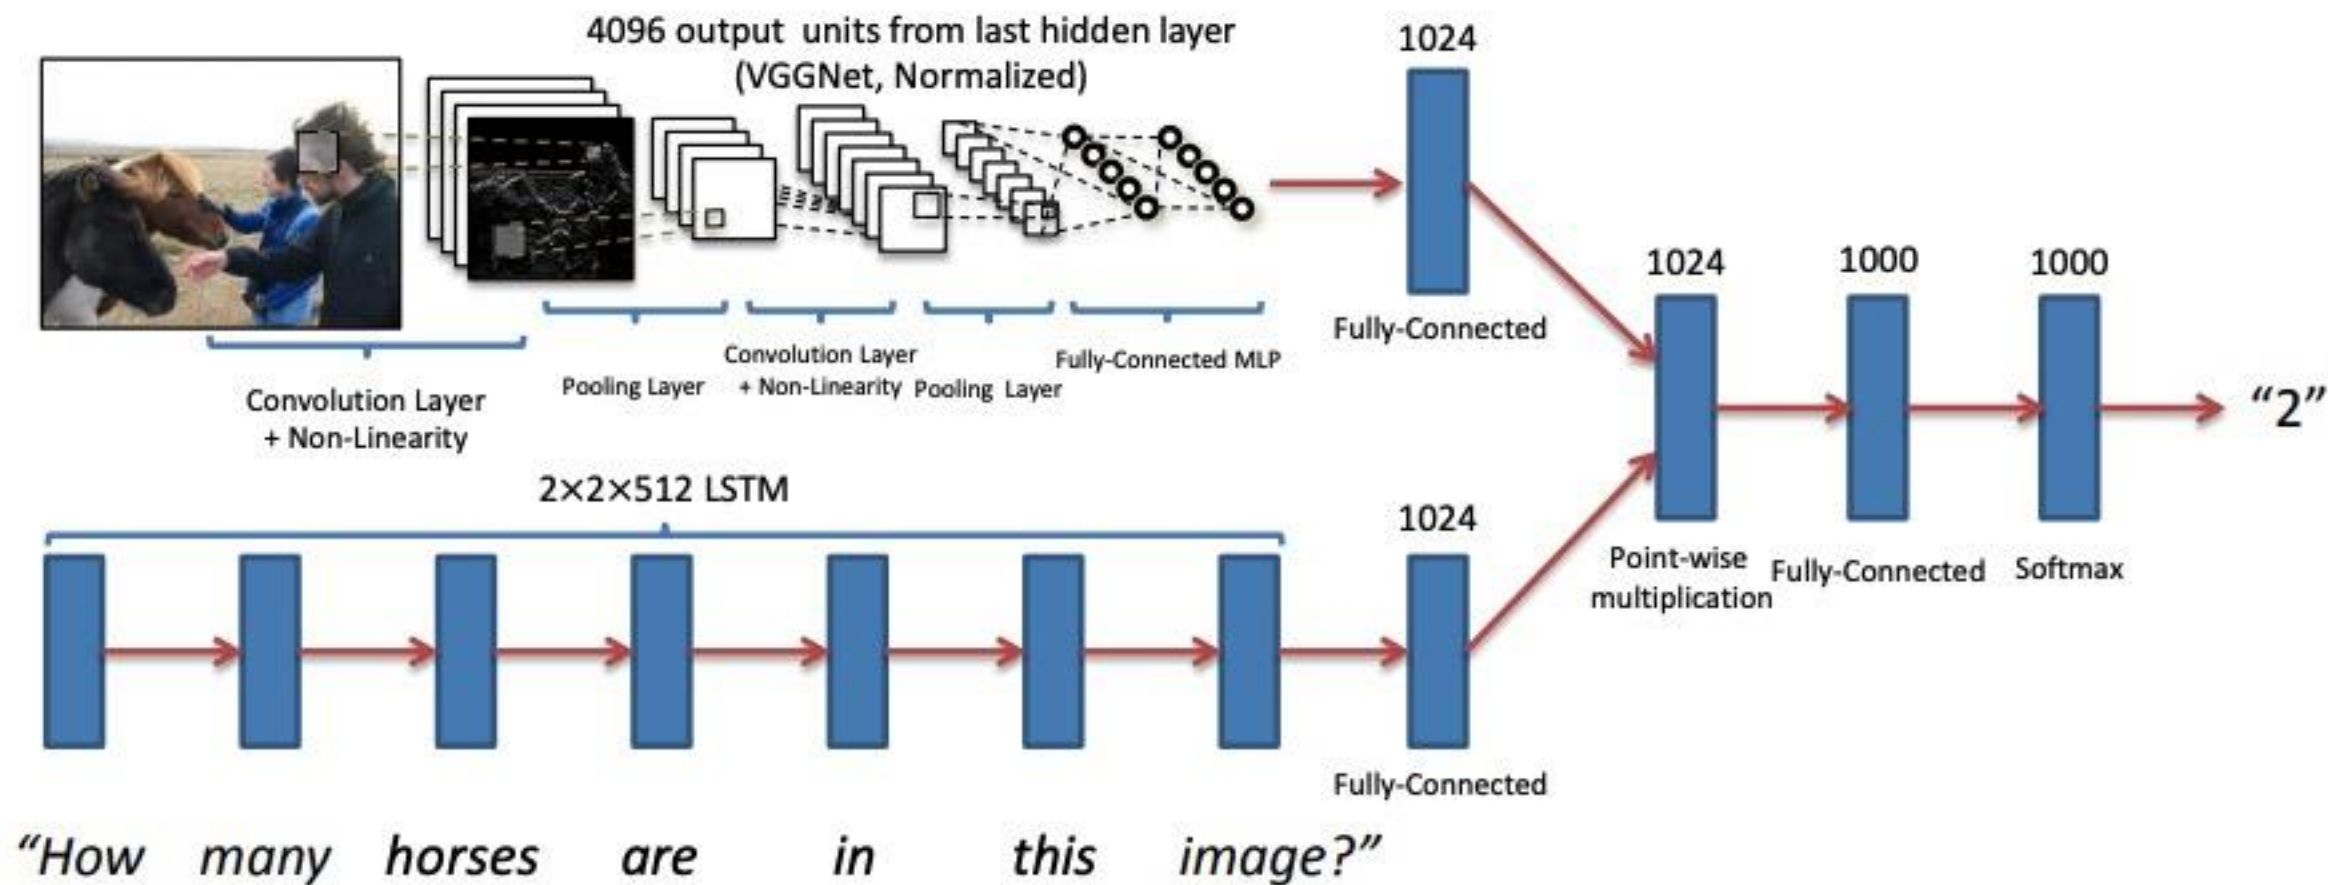 4096 output units from last hidden layer
(VGGNet, Normalized)
1024
Fully-Connected
Convolution Layer
+ Non-Linearity
Pooling Layer
Convolution Layer
+ Non-Linearity
Pooling Layer
Fully-Connected MLP
2×2×512 LSTM
1024
Fully-Connected
1024
Point-wise
multiplication
1000
Fully-Connected
1000
Softmax
“2”
“How many horses are in this image?”